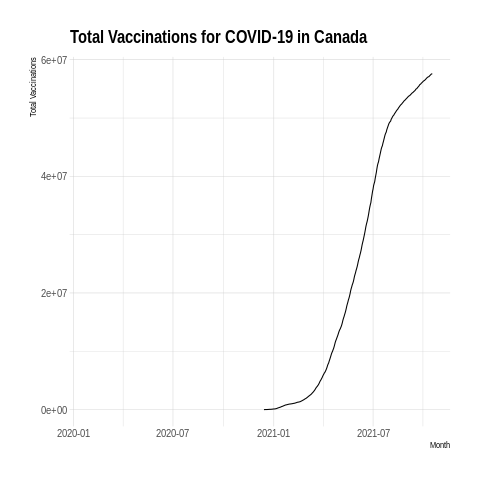 Total Vaccinations for COVID-19 in Canada
Total Vaccinations
6e+07
4e+07
2e+07
0e+00
2020-01 2020-07 2021-01 2021-07
Month